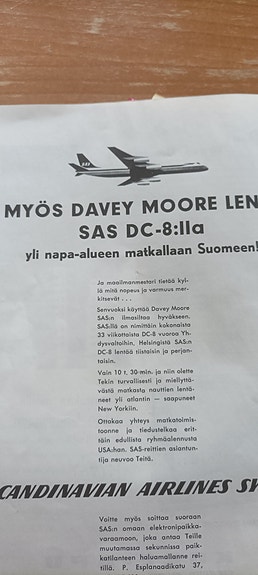 MYÖS DAVEY MOORE LEN
SAS DC-8:lla
yli napa-alueen matkallaan Suomeen!
Ja maailmanmestari tietää kyl-
lä mitä nopeus ja varmuus mer-
kitsevät . . .
Senvuoksi käyttää Davey Moore
SAS:n ilmasiltaa hyväkseen.
SAS:llä on nimittäin kokonaista
33 viikoittaista DC-8 vuoroa Yh-
dysvaltoihin. Helsingistä SAS:n
DC-8 lentää tiistaisin ja perjan-
taisin.
Vain 10 t. 30 min. ja niin olette
Tekin turvallisesti ja miellyttä-
västä matkasta nauttien lentä-
neet yli atlantin — saapuneet
New Yorkiin.
Ottakaa yhteys matkatoimis-
toonne ja tiedustelkaa erit-
täin edullista ryhmäalennusta
USA:han. SAS-reittien asiantun-
tija neuvoo Teitä.
CANDINAVIAN AIRLINES SY
Voitte myös soittaa suoraan
SAS:n omaan elektronipaikka-
varaamoon, joka antaa Teille
muutamassa sekunnissa paik-
katilanteen haluamallanne rei-
tillä. P. Esplanaadikatu 37,